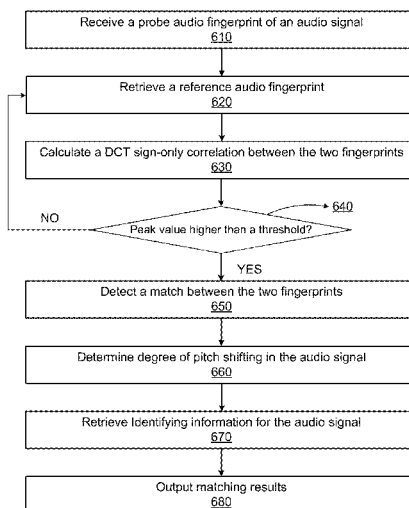 Receive a probe audio fingerprint of an audio signal
610
Retrieve a reference audio fingerprint
620
Calculate a DCT sign-only correlation between the two fingerprints
630
640
Peak value higher than a threshold?
NO
YES
Detect a match between the two fingerprints
650
Determine degree of pitch shifting in the audio signal
660
Retrieve Identifying information for the audio signal
670
Output matching results
680